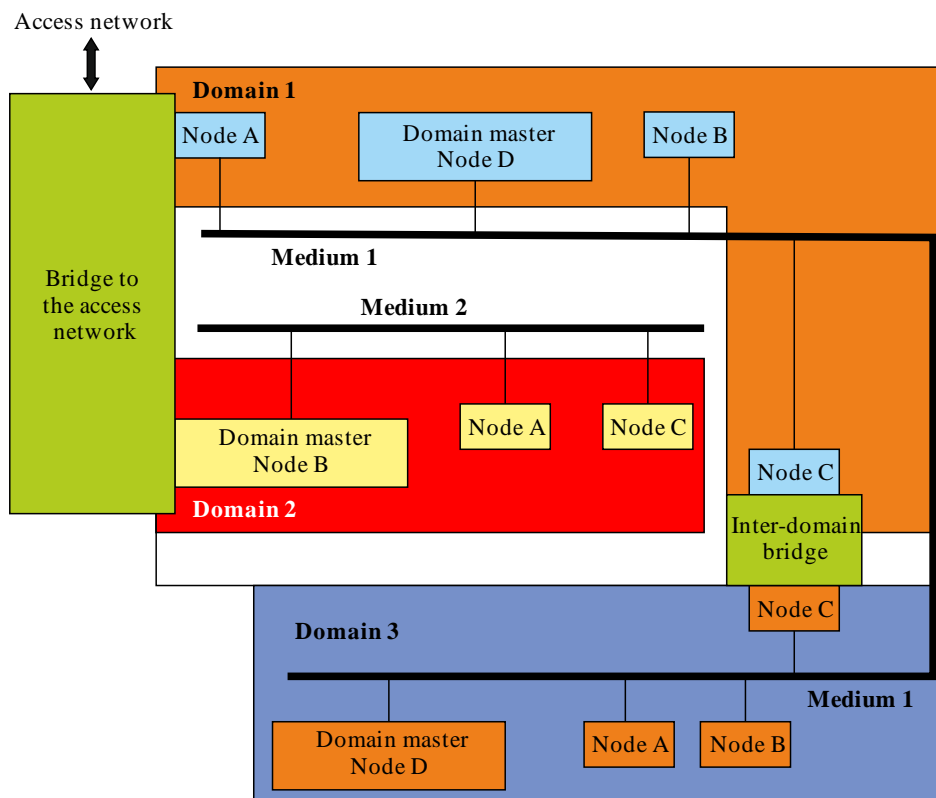 Access network
Domain 1
Node A
Domain master
Node D
Node B
Medium 1
Bridge to
the access
network
Medium 2
Domain master
Node B
Node A
Node C
Domain 2
Node C
Inter-domain
bridge
Node C
Domain 3
Medium 1
Domain master
Node D
Node A
Node B